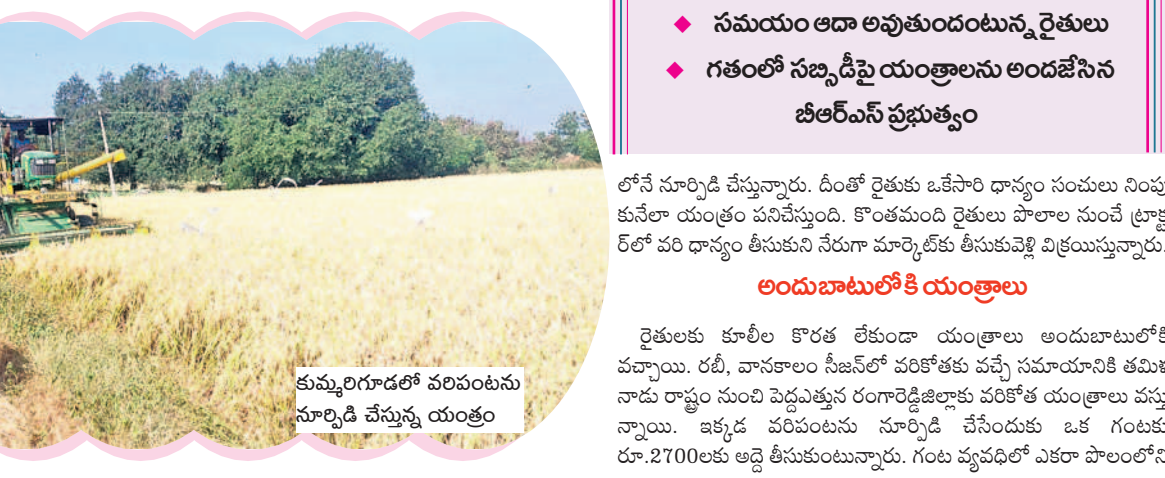 ◆ సమయం ఆదా అవుతుందంటున్న రైతులు
◆ గతంలో సబ్సిడీపై యంత్రాలను అందజేసిన
బీఆర్ఎస్ ప్రభుత్వం
లోనే నూర్పిడి చేస్తున్నారు. దీంతో రైతుకు ఒకేసారి ధాన్యం సంచులు నింపు
కునేలా యంత్రం పనిచేస్తుంది. కొంతమంది రైతులు పొలాల నుంచే ట్రాక్ట
ర్‌లో వరి ధాన్యం తీసుకుని నేరుగా మార్కెట్‌కు తీసుకువెళ్లి విక్రయిస్తున్నారు.
అందుబాటులోకి యంత్రాలు
రైతులకు కూలీల కొరత లేకుండా యంత్రాలు అందుబాటులోకి
వచ్చాయి. రబీ, వానకాలం సీజన్‌లో వరికోతకు వచ్చే సమయానికి తమిళ
నాడు రాష్ట్రం నుంచి పెద్దఎత్తున రంగారెడ్డిజిల్లాకు వరికోత యంత్రాలు వస్తు
న్నాయి. ఇక్కడ వరిపంటను నూర్పిడి చేసేందుకు ఒక గంటకు
రూ.2700లకు అద్దె తీసుకుంటున్నారు. గంట వ్యవధిలో ఎకరా పొలంలోని
కుమ్మరిగూడలో వరిపంటను
నూర్పిడి చేస్తున్న యంత్రం